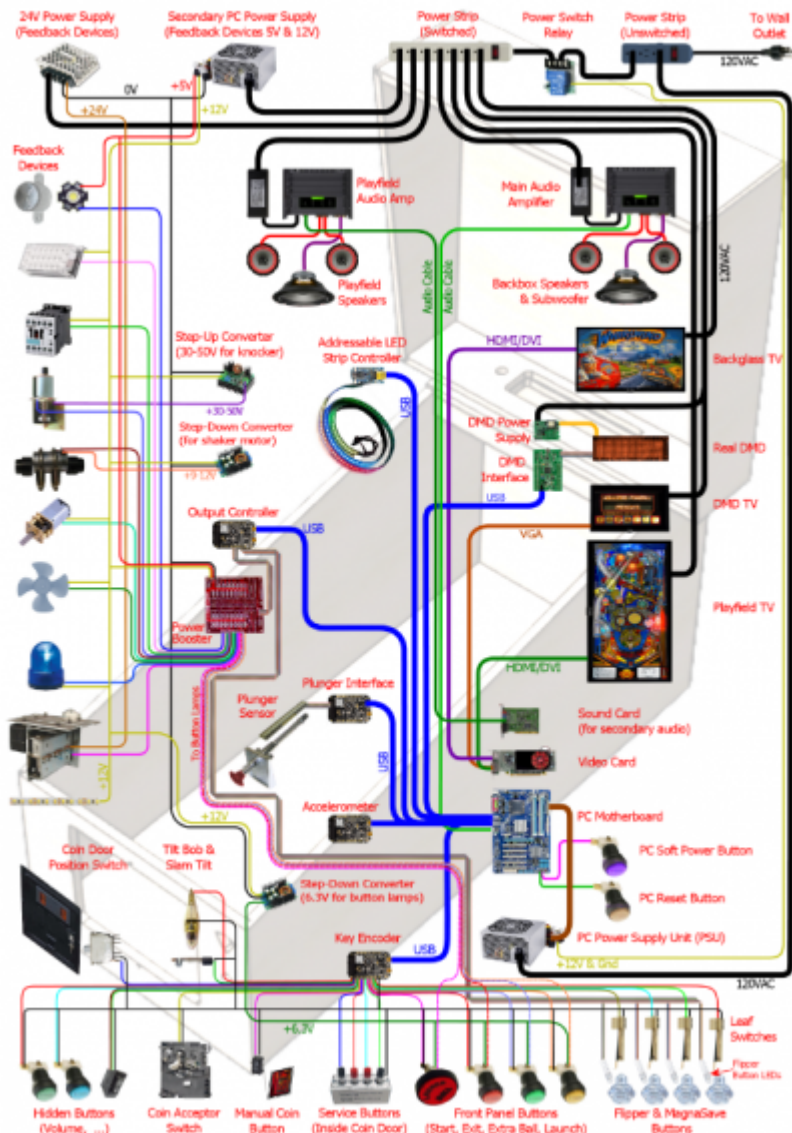 24V Power Supply
(Feedback Devices)
Secondary PC Power Supply
(Feedback Devices 5V & 12V)
Power Strip
(Switched)
Power Switch
Relay
Power Strip
(Unswitched)
To Wall
Outlet
120VAC
0V
+5V
+24V
+12V
Feedback
Devices
Playfield
Audio Amp
Main Audio
Amplifier
120VAC
Playfield
Speakers
Audio Cable
Audio Cable
Backbox Speakers
& Subwoofer
Step-Up Converter
(30-50V for knocker)
Addressable LED
Strip Controller
HDMI/DVI
Backglass TV
+30-50V
USB
Step-Down Converter
(for shaker motor)
DMD Power
Supply
Real DMD
+9-12V
DMD
Interface
USB
DMD TV
Output Controller
USB
VGA
Power
Booster
Playfield TV
HDMI/DVI
Plunger Interface
Plunger
Sensor
To Button Lamps
USB
Sound Card
(for secondary audio)
Video Card
+12V
+12V
Accelerometer
PC Motherboard
Coin Door
Position Switch
Tilt Bob &
Slam Tilt
PC Soft Power Button
Step-Down Converter
(6.3V for button lamps)
PC Reset Button
Key Encoder
USB
PC Power Supply Unit (PSU)
+12V & Gnd
120VAC
+6.3V
Leaf
Switches
Flipper
Button LEDs
Hidden Buttons
(Volume, ...)
Coin Acceptor
Switch
Manual Coin
Button
Service Buttons
(Inside Coin Door)
Front Panel Buttons
(Start, Exit, Extra Ball, Launch)
Flipper & MagnaSave
Buttons